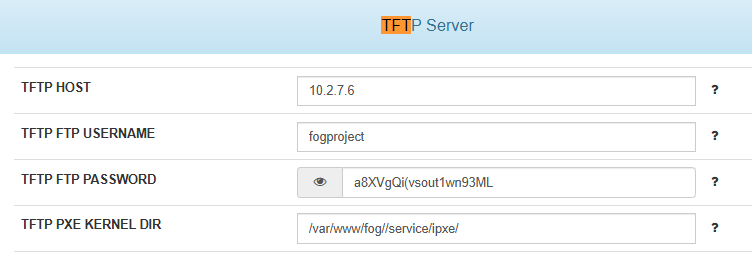 TFTP Server
TFTP HOST 10.2.7.6 ?
TFTP FTP USERNAME fogproject ?
TFTP FTP PASSWORD a8XVgQi(vsout1wn93ML ?
TFTP PXE KERNEL DIR /var/www/fog//service/ipxe/ ?